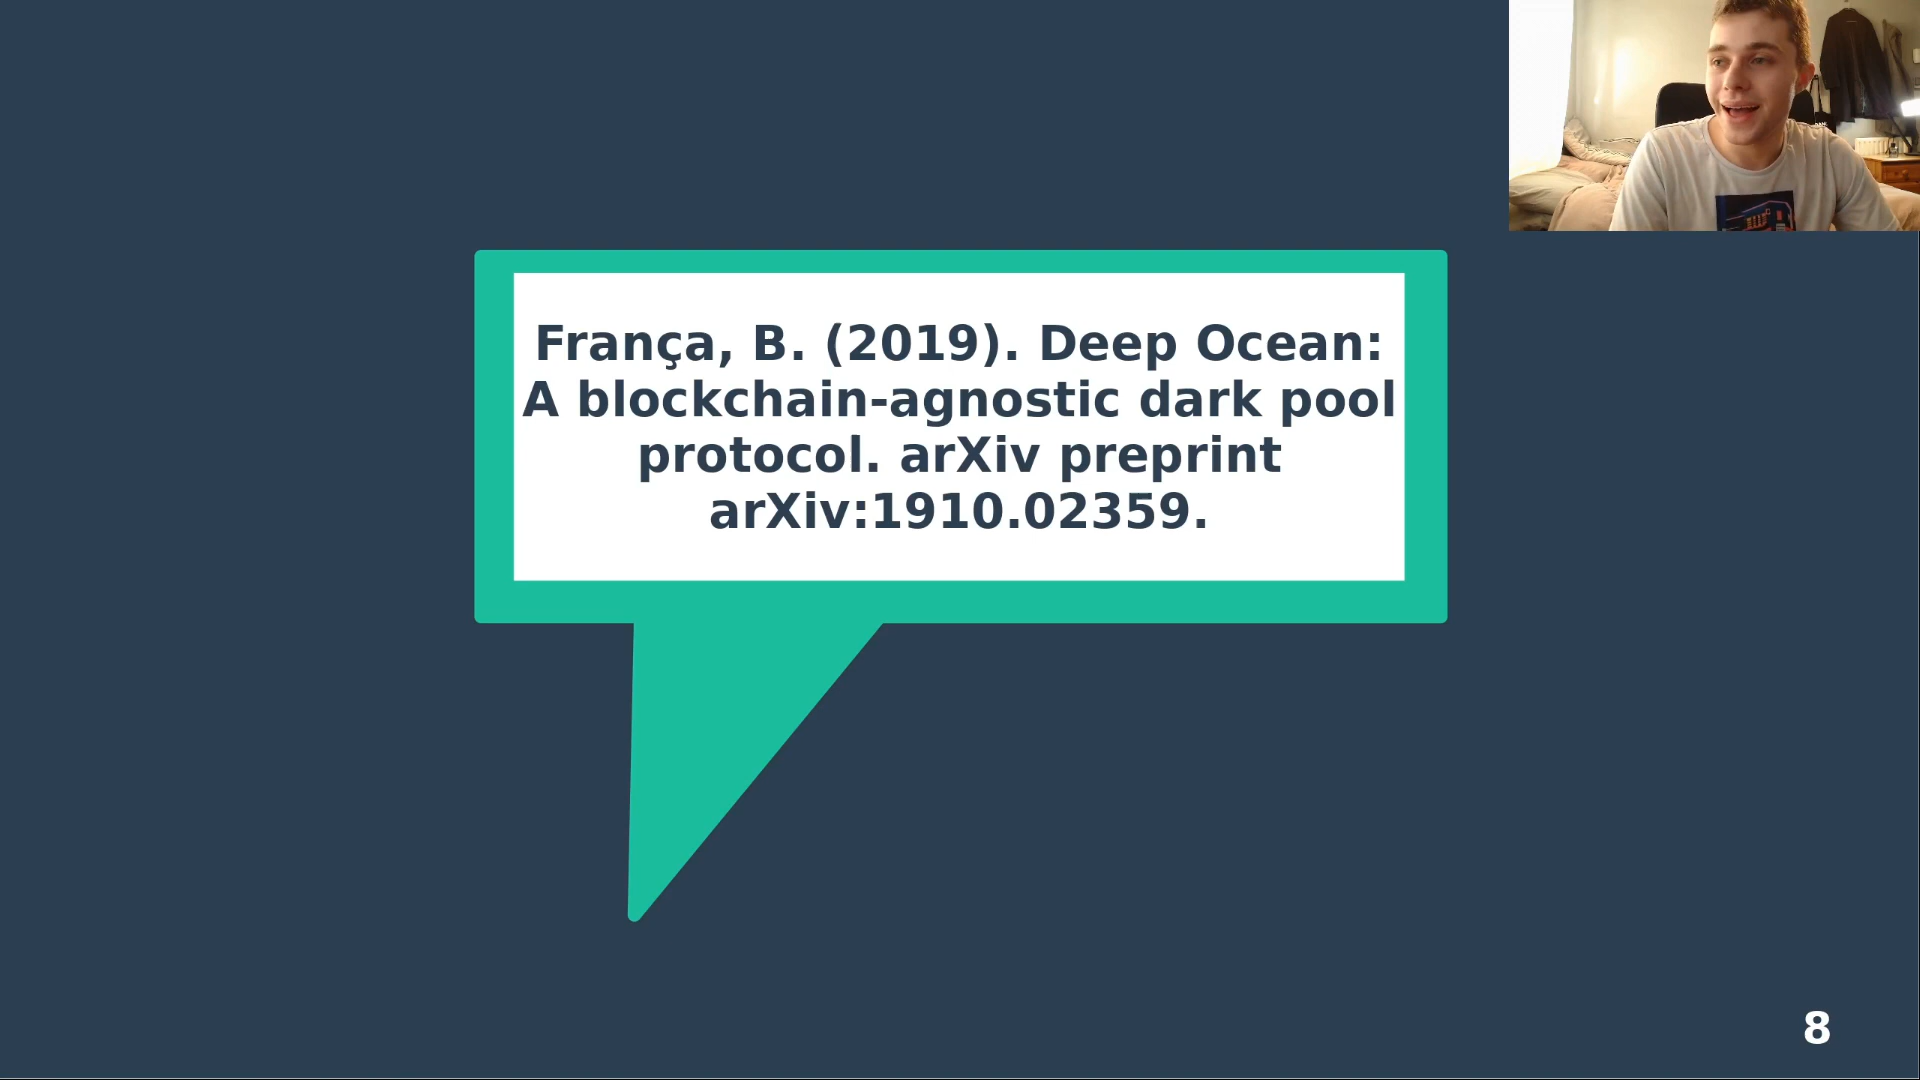 França, B. (2019). Deep Ocean:
A blockchain-agnostic dark pool
protocol. arXiv preprint
arXiv:1910.02359.
8